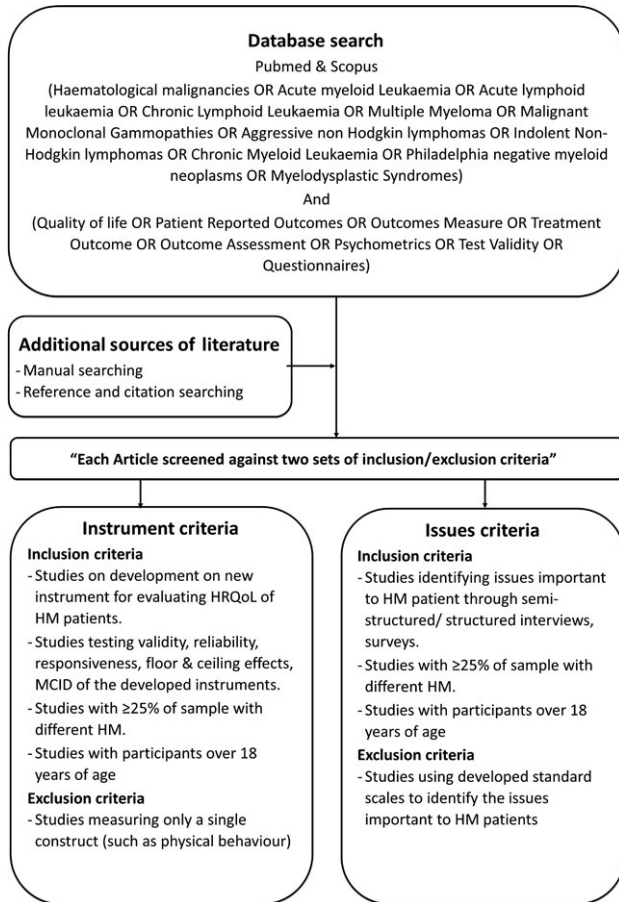 Database search
Pubmed & Scopus
(Haematological malignancies OR Acute myeloid Leukaemia OR Acute lymphoid
leukaemia OR Chronic Lymphoid Leukaemia OR Multiple Myeloma OR Malignant
Monoclonal Gammopathies OR Aggressive non Hodgkin lymphomas OR Indolent Non-
Hodgkin lymphomas OR Chronic Myeloid Leukaemia OR Philadelphia negative myeloid
neoplasms OR Myelodysplastic Syndromes)
And
(Quality of life OR Patient Reported Outcomes OR Outcomes Measure OR Treatment
Outcome OR Outcome Assessment OR Psychometrics OR Test Validity OR
Questionnaires)
Additional sources of literature
- Manual searching
- Reference and citation searching
“Each Article screened against two sets of inclusion/exclusion criteria”
Instrument criteria
Inclusion criteria
- Studies on development on new
instrument for evaluating HRQoL of
HM patients.
- Studies testing validity, reliability,
responsiveness, floor & ceiling effects,
MCID of the developed instruments.
- Studies with ≥25% of sample with
different HM.
- Studies with participants over 18
years of age
Exclusion criteria
- Studies measuring only a single
construct (such as physical behaviour)
Issues criteria
Inclusion criteria
- Studies identifying issues important
to HM patient through semi-
structured/ structured interviews,
surveys.
- Studies with ≥25% of sample with
different HM.
- Studies with participants over 18
years of age
Exclusion criteria
- Studies using developed standard
scales to identify the issues
important to HM patients